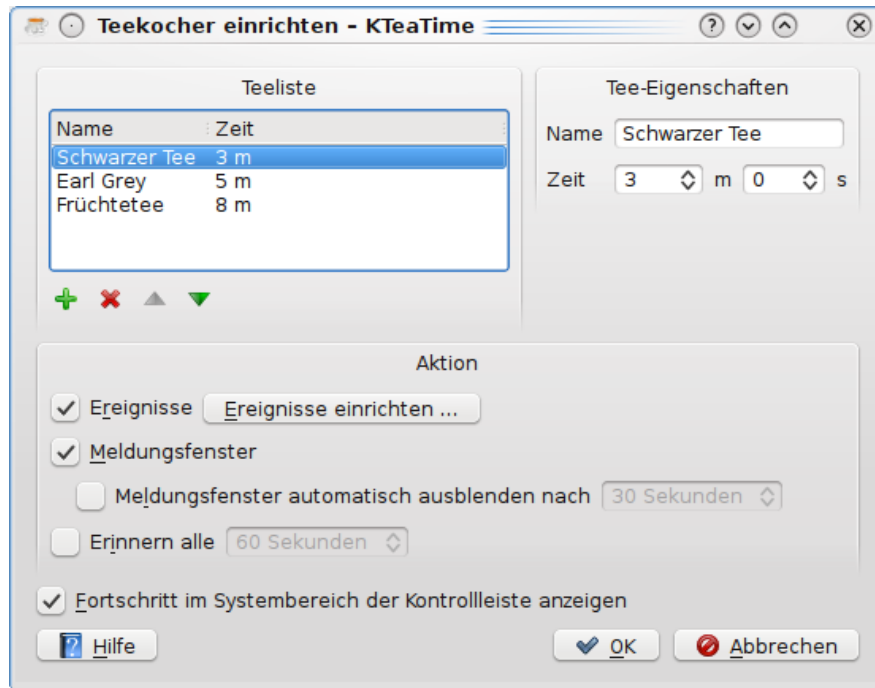 Teekocher einrichten – KTeaTime
Teeliste
Name Zeit
Schwarzer Tee 3 m
Earl Grey 5 m
Früchtetee 8 m
Tee-Eigenschaften
Name Schwarzer Tee
Zeit 3 m 0 s
Aktion
Ereignisse Ereignisse einrichten ...
Meldungsfenster
Meldungsfenster automatisch ausblenden nach 30 Sekunden
Erinnern alle 60 Sekunden
Fortschritt im Systembereich der Kontrollleiste anzeigen
Hilfe OK Abbrechen